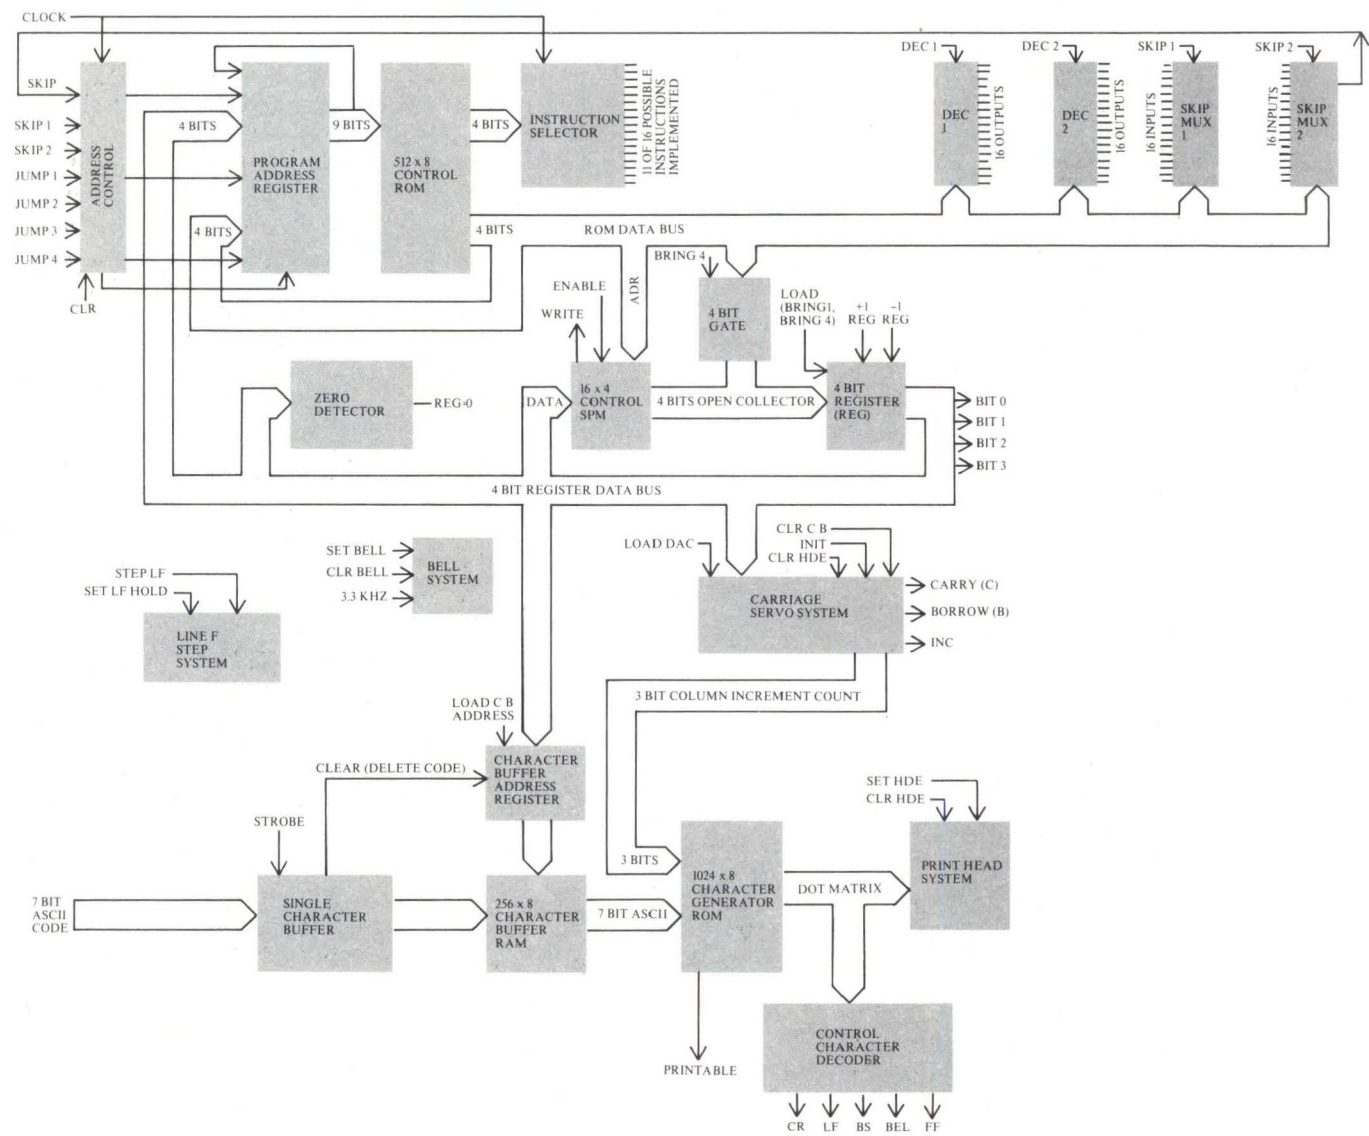 CLOCK
SKIP
SKIP 1
SKIP 2
JUMP 1
JUMP 2
JUMP 3
JUMP 4
CLR
ADDRESS
CONTROL
4 BITS
4 BITS
PROGRAM
ADDRESS
REGISTER
9 BITS
512 x 8
CONTROL
ROM
4 BITS
4 BITS
INSTRUCTION
SELECTOR
11 OF 16 POSSIBLE
INSTRUCTIONS
IMPLEMENTED
DEC 1
DEC
1
16 OUTPUTS
DEC 2
DEC
2
16 OUTPUTS
SKIP 1
16 INPUTS
SKIP
MUX
1
SKIP 2
16 INPUTS
SKIP
MUX
2
ROM DATA BUS
ADR
BRING 4
4 BIT
GATE
ENABLE
WRITE
LOAD
(BRING1,
BRING 4)
+1
REG
-1
REG
ZERO
DETECTOR
REG=0
DATA
16 x 4
CONTROL
SPM
4 BITS OPEN COLLECTOR
4 BIT
REGISTER
(REG)
BIT 0
BIT 1
BIT 2
BIT 3
4 BIT REGISTER DATA BUS
SET BELL
CLR BELL
3.3 KHZ
BELL
SYSTEM
STEP LF
SET LF HOLD
LINE F
STEP
SYSTEM
LOAD DAC
CLR C B
INIT
CLR HDE
CARRIAGE
SERVO SYSTEM
CARRY (C)
BORROW (B)
INC
3 BIT COLUMN INCREMENT COUNT
LOAD C B
ADDRESS
CLEAR (DELETE CODE)
CHARACTER
BUFFER
ADDRESS
REGISTER
STROBE
7 BIT
ASCII
CODE
SINGLE
CHARACTER
BUFFER
256 x 8
CHARACTER
BUFFER
RAM
7 BIT ASCII
3 BITS
1024 x 8
CHARACTER
GENERATOR
ROM
DOT MATRIX
SET HDE
CLR HDE
PRINT HEAD
SYSTEM
PRINTABLE
CONTROL
CHARACTER
DECODER
CR LF BS BEL FF